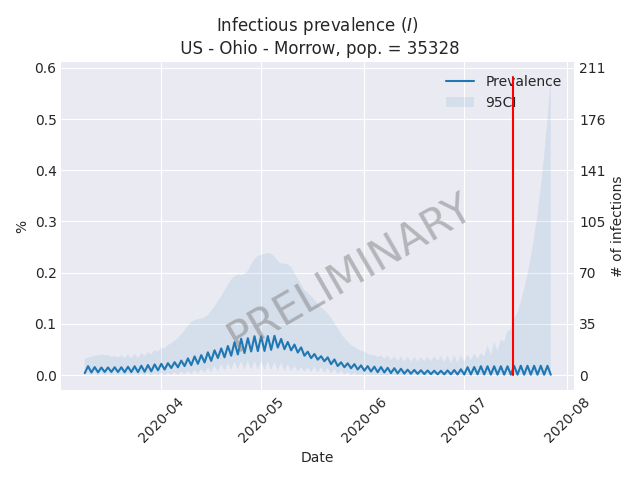 Infectious prevalence (I)
US - Ohio - Morrow, pop. = 35328
0.6
0.5
0.4
0.3
0.2
0.1
0.0
%
Prevalence
95CI
PRELIMINARY
211
176
141
105
70
35
0
# of infections
2020-04
2020-05
2020-06
2020-07
2020-08
Date